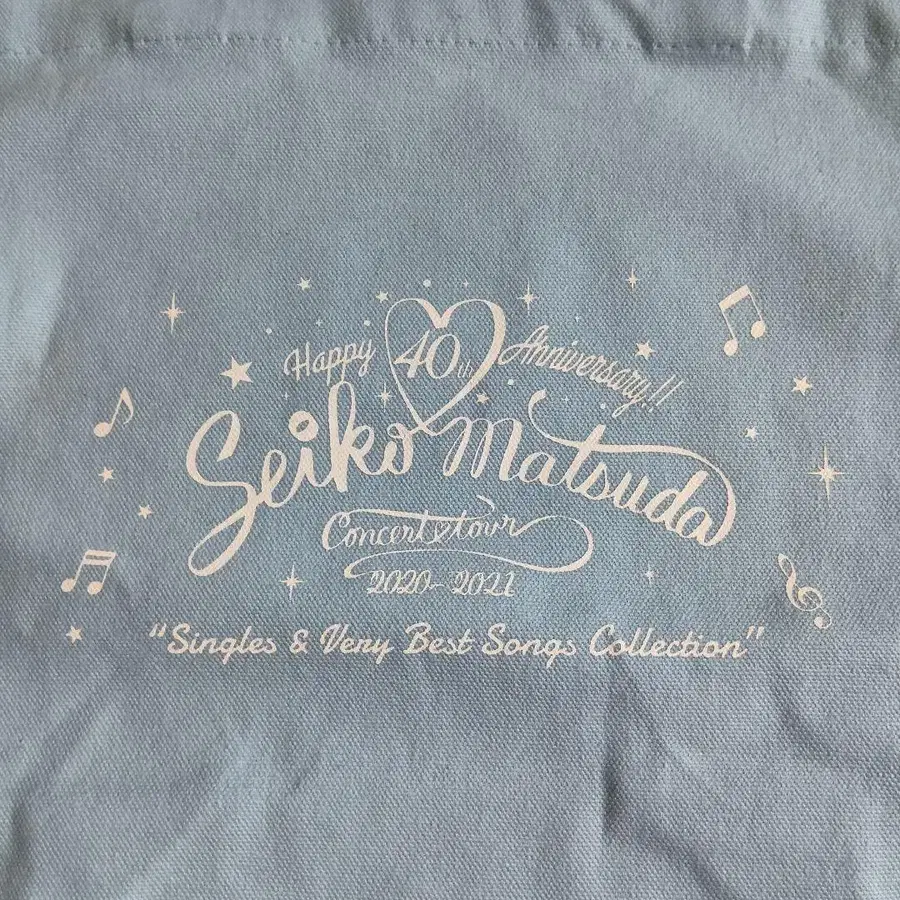 Happy 40th Anniversary!!
Seiko Matsuda
Concert tour
2020-2021
"Singles & Very Best Songs Collection"